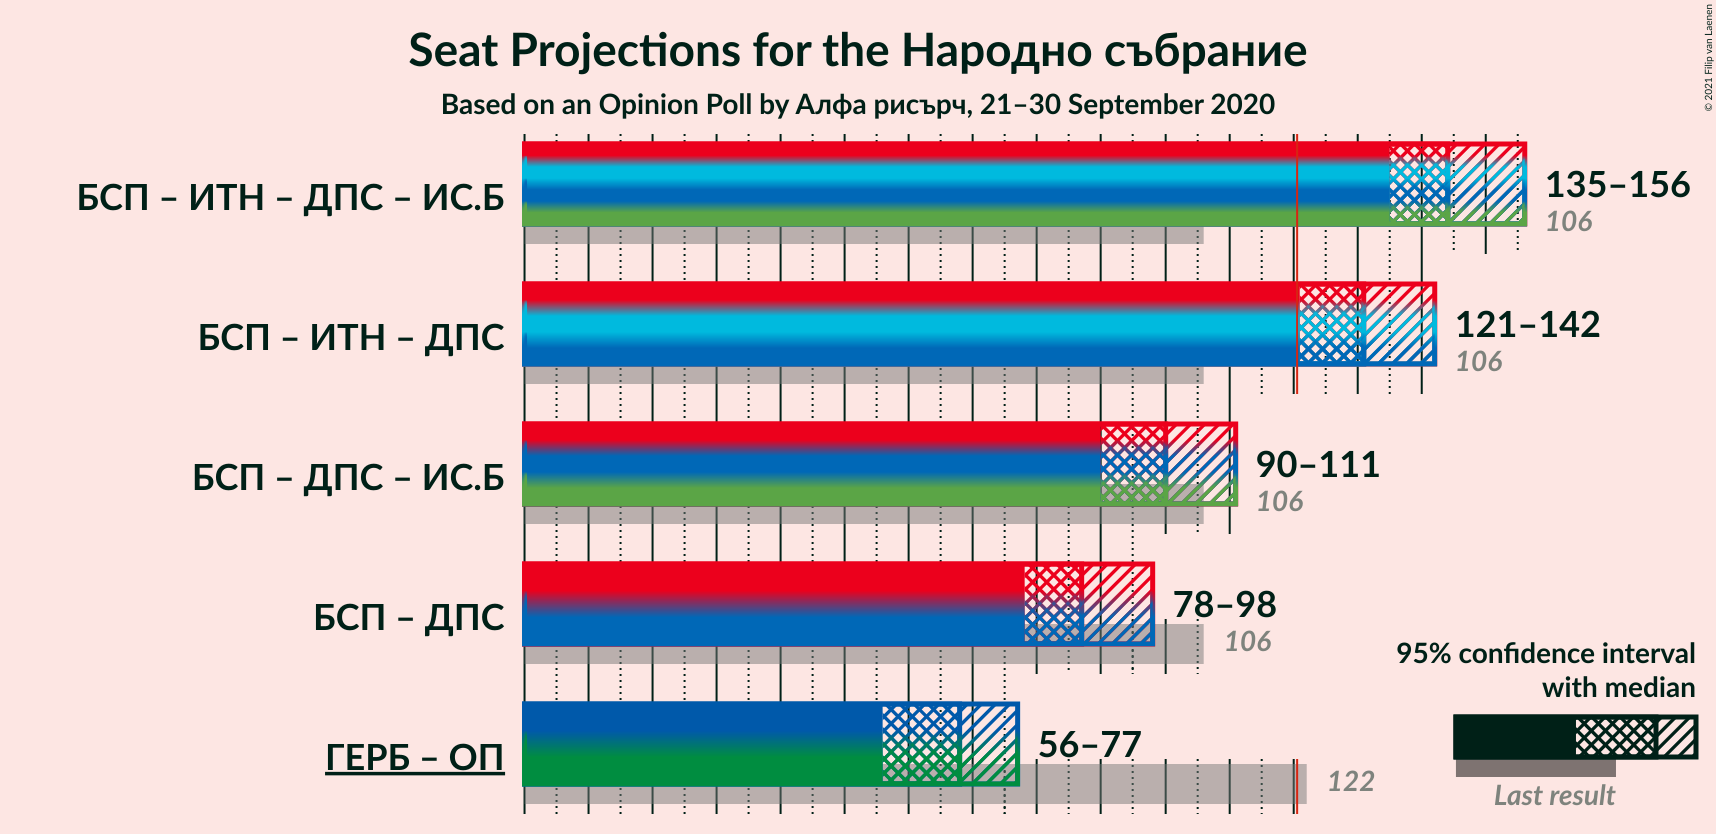 Seat Projections for the Народно събрание
Based on an Opinion Poll by Алфа рисърч, 21–30 September 2020
© 2021 Filip van Laenen
БСП – ИТН – ДПС – ИС.Б
135–156
106
БСП – ИТН – ДПС
121–142
106
БСП – ДПС – ИС.Б
90–111
106
БСП – ДПС
78–98
106
ГЕРБ – ОП
56–77
122
95% confidence interval
with median
Last result